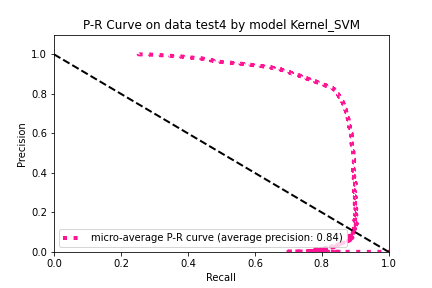 P-R Curve on data test4 by model Kernel_SVM
1.0
0.8
0.6
0.4
0.2
0.0
Precision
micro-average P-R curve (average precision: 0.84)
0.0 0.2 0.4 0.6 0.8 1.0
Recall